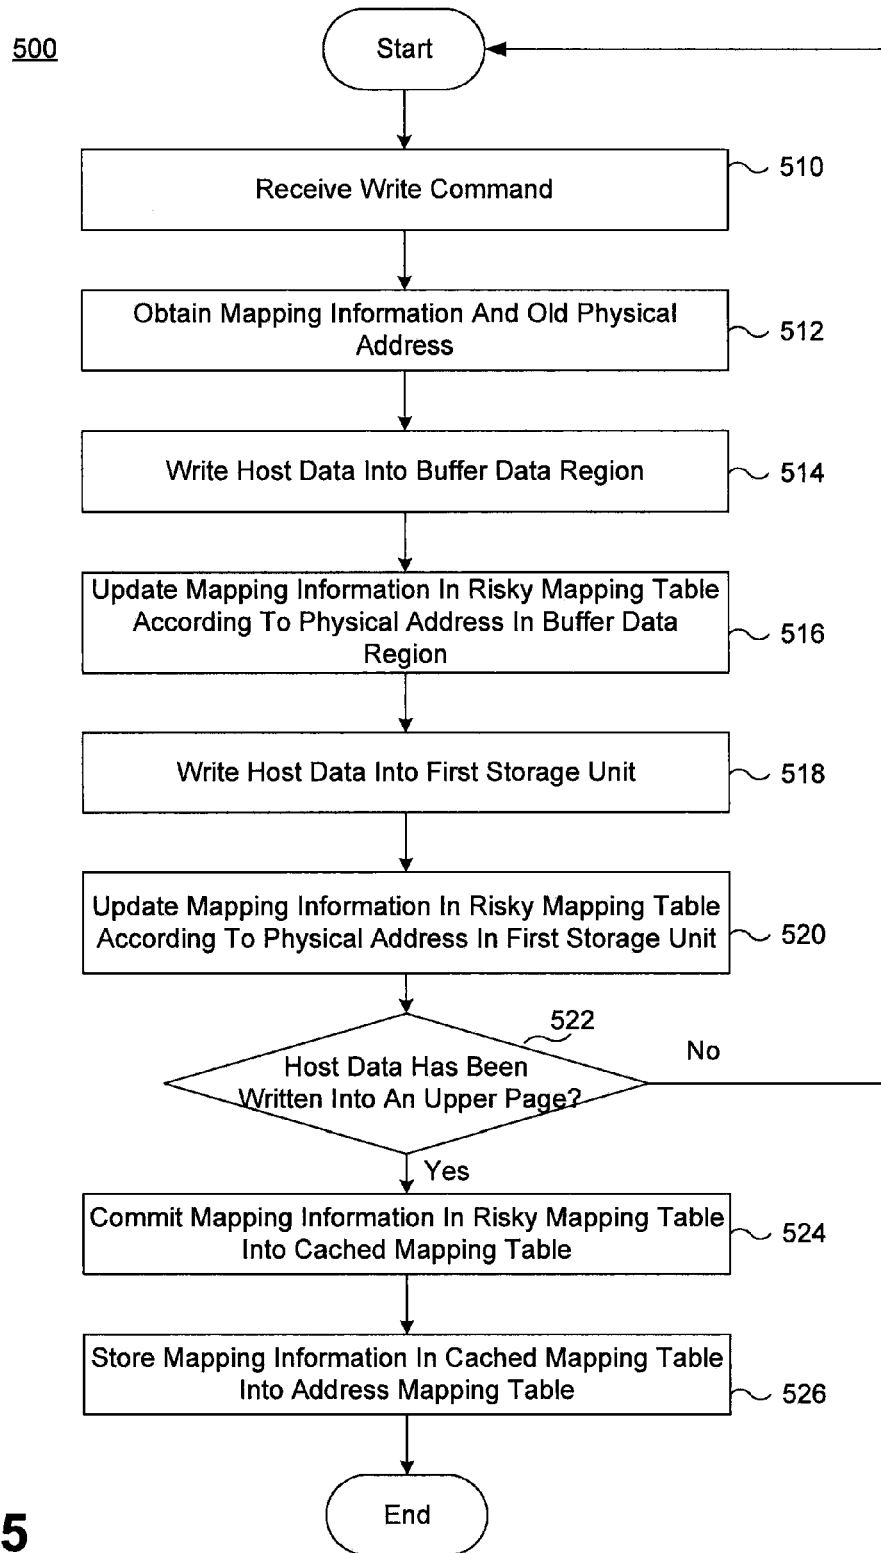 500
Start
Receive Write Command
510
Obtain Mapping Information And Old Physical
Address
512
Write Host Data Into Buffer Data Region
514
Update Mapping Information In Risky Mapping Table
According To Physical Address In Buffer Data
Region
516
Write Host Data Into First Storage Unit
518
Update Mapping Information In Risky Mapping Table
According To Physical Address In First Storage Unit
520
522
Host Data Has Been
Written Into An Upper Page?
No
Yes
Commit Mapping Information In Risky Mapping Table
Into Cached Mapping Table
524
Store Mapping Information In Cached Mapping Table
Into Address Mapping Table
526
End
5